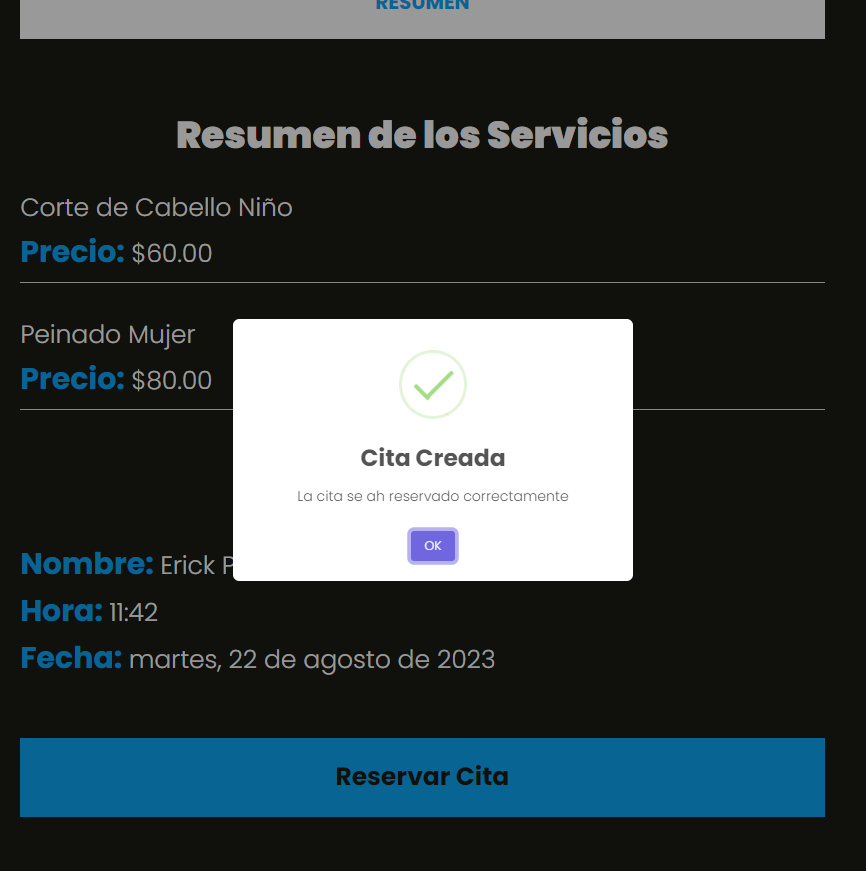 RESUMEN
Resumen de los Servicios
Corte de Cabello Niño
Precio: $60.00
Peinado Mujer
Precio: $80.00
Cita Creada
La cita se ah reservado correctamente
OK
Nombre: Erick
Hora: 11:42
Fecha: martes, 22 de agosto de 2023
Reservar Cita